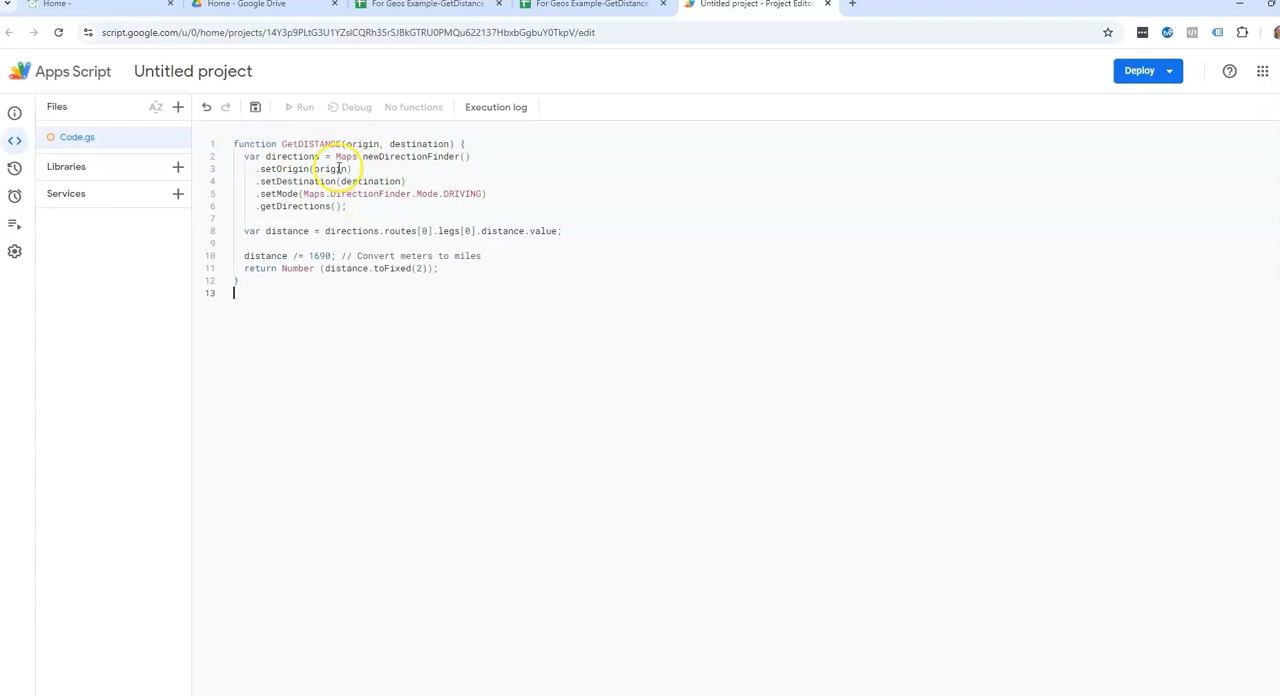 Home -
Home - Google Drive
For Geos Example-GetDistance
For Geos Example-GetDistance
Untitled project - Project Editor
script.google.com/u/0/home/projects/14Y3p9PLtG3U1YZslCQRh35rSJ8kGTRU0PMQu622137HbxbGgbuY0TkpV/edit
Apps Script
Untitled project
Deploy
Files
AZ
Run
Debug
No functions
Execution log
Code.gs
Libraries
Services
1 function GetDISTANCE(origin, destination) {
2 var directions = Maps.newDirectionFinder()
3 .setOrigin(origin)
4 .setDestination(destination)
5 .setMode(Maps.DirectionFinder.Mode.DRIVING)
6 .getDirections();
7
8 var distance = directions.routes[0].legs[0].distance.value;
9
10 distance /= 1690; // Convert meters to miles
11 return Number (distance.toFixed(2));
12 }
13